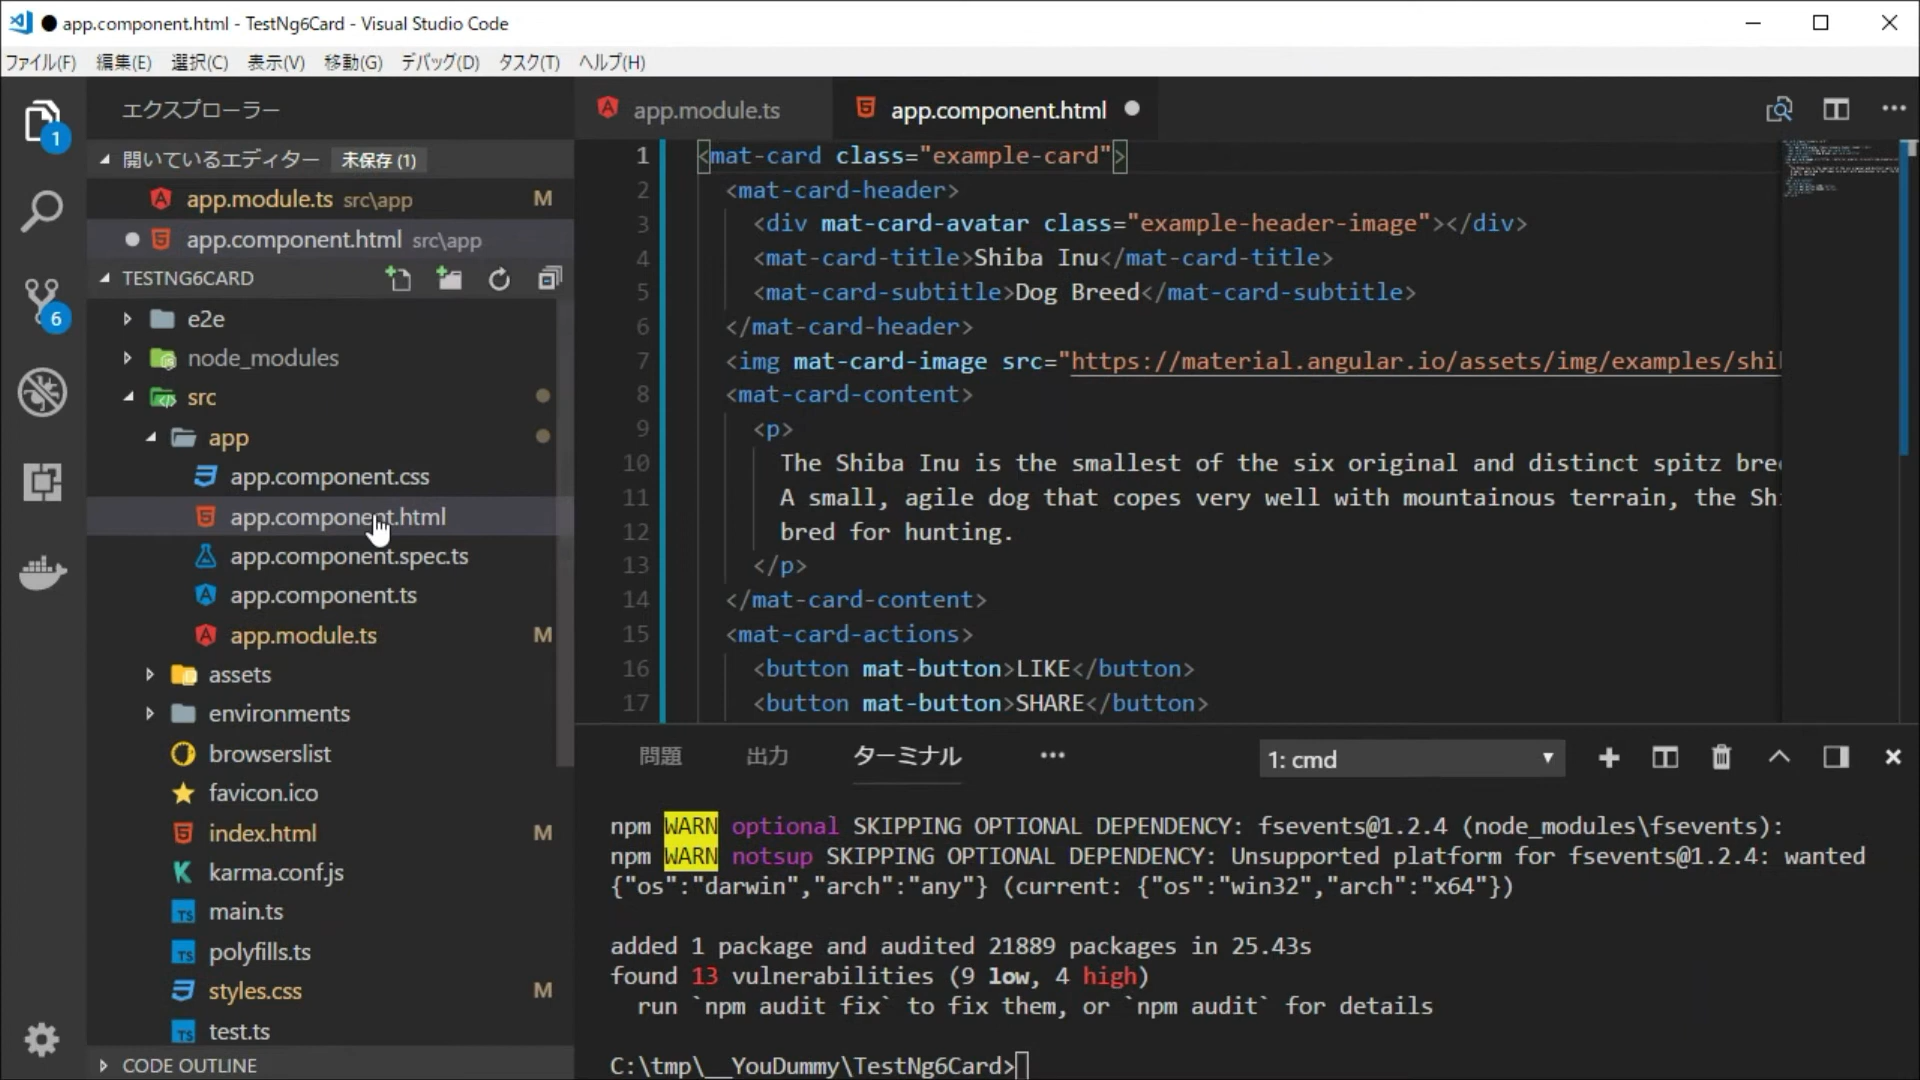 app.component.html - TestNg6Card - Visual Studio Code
ファイル(F) 編集(E) 選択(C) 表示(V) 移動(G) デバッグ(D) タスク(T) ヘルプ(H)
1
6
エクスプローラー
開いているエディター 未保存 (1)
app.module.ts src\app M
app.component.html src\app
TESTNG6CARD
e2e
node_modules
src
app
app.component.css
app.component.html
app.component.spec.ts
app.component.ts
app.module.ts M
assets
environments
browserslist
favicon.ico
index.html M
karma.conf.js
main.ts
polyfills.ts
styles.css M
test.ts
CODE OUTLINE
app.module.ts app.component.html
1 <mat-card class="example-card">
2 <mat-card-header>
3 <div mat-card-avatar class="example-header-image"></div>
4 <mat-card-title>Shiba Inu</mat-card-title>
5 <mat-card-subtitle>Dog Breed</mat-card-subtitle>
6 </mat-card-header>
7 <img mat-card-image src="https://material.angular.io/assets/img/examples/shi
8 <mat-card-content>
9 <p>
10 The Shiba Inu is the smallest of the six original and distinct spitz bre
11 A small, agile dog that copes very well with mountainous terrain, the Shi
12 bred for hunting.
13 </p>
14 </mat-card-content>
15 <mat-card-actions>
16 <button mat-button>LIKE</button>
17 <button mat-button>SHARE</button>
問題 出力 ターミナル ··· 1: cmd
npm WARN optional SKIPPING OPTIONAL DEPENDENCY: fsevents@1.2.4 (node_modules\fsevents):
npm WARN notsup SKIPPING OPTIONAL DEPENDENCY: Unsupported platform for fsevents@1.2.4: wanted
{"os":"darwin","arch":"any"} (current: {"os":"win32","arch":"x64"})
added 1 package and audited 21889 packages in 25.43s
found 13 vulnerabilities (9 low, 4 high)
run `npm audit fix` to fix them, or `npm audit` for details
C:\tmp\__YouDummy\TestNg6Card>